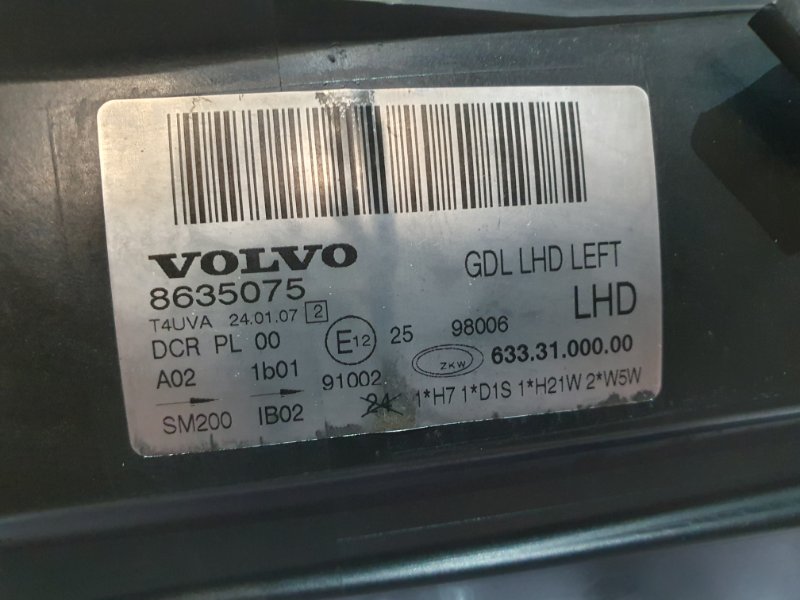 VOLVO GDL LHD LEFT
8635075 LHD
T4UVA 24.01.07 2
DCR PL 00 E12 25 98006
ZKW 633.31.000.00
A02 1b01 91002
24 1*H7 1*D1S 1*H21W 2*W5W
SM200 IB02